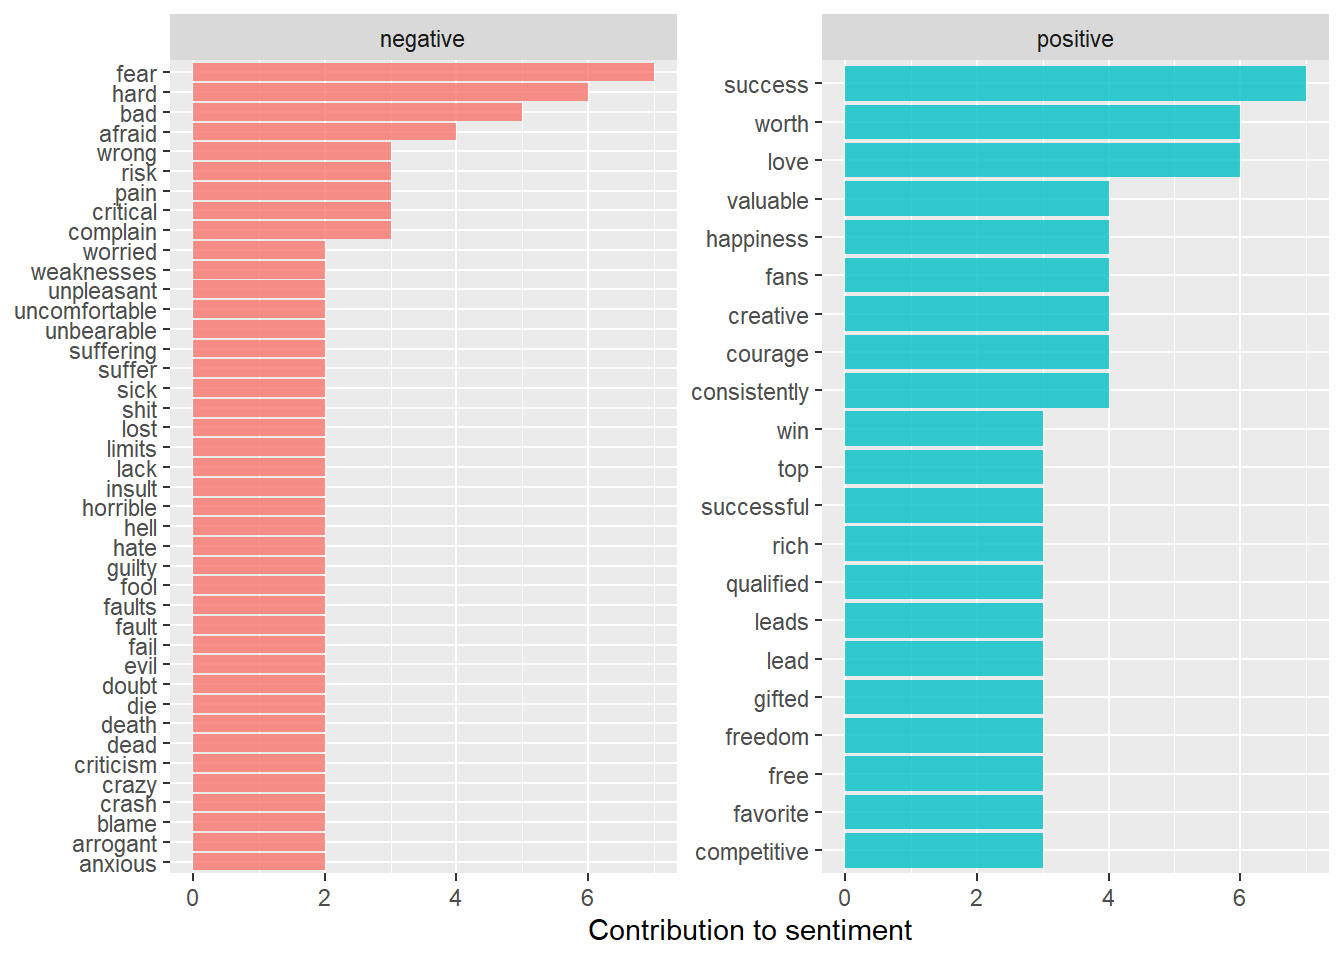 negative
fear
hard
bad
afraid
wrong
risk
pain
critical
complain
worried
weaknesses
unpleasant
uncomfortable
unbearable
suffering
suffer
sick
shit
lost
limits
lack
insult
horrible
hell
hate
guilty
fool
faults
fault
fail
evil
doubt
die
death
dead
criticism
crazy
crash
blame
arrogant
anxious
0 2 4 6
positive
success
worth
love
valuable
happiness
fans
creative
courage
consistently
win
top
successful
rich
qualified
leads
lead
gifted
freedom
free
favorite
competitive
0 2 4 6
Contribution to sentiment